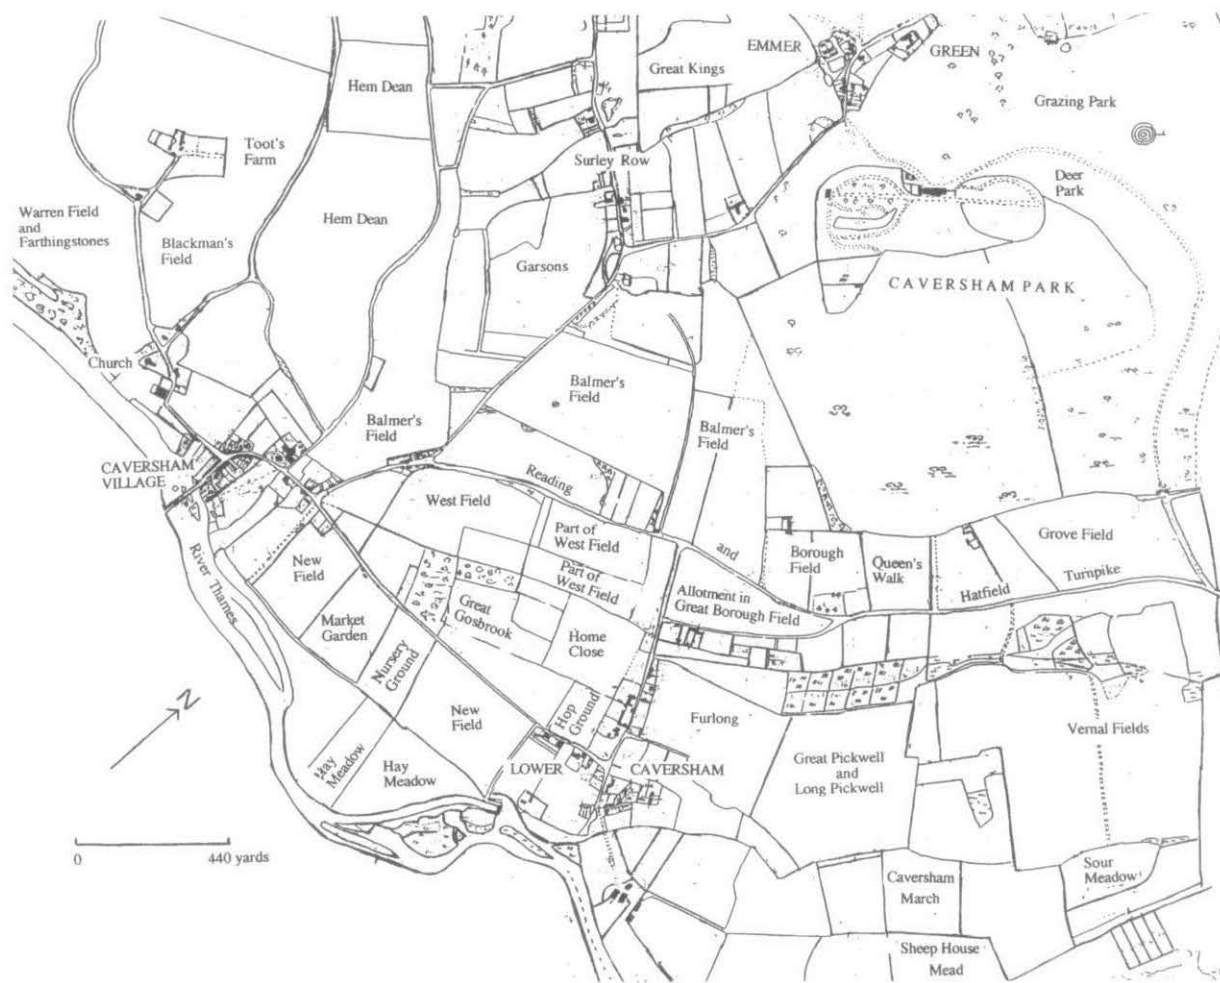 EMMER
GREEN
Great Kings
Hem Dean
Grazing Park
Toot's
Farm
Surley Row
Deer
Park
Warren Field
and
Farthingstones
Hem Dean
Blackman's
Field
Garsons
CAVERSHAM PARK
Church
Balmer's
Field
Balmer's
Field
Balmer's
Field
CAVERSHAM
VILLAGE
Reading
and
Turnpike
West Field
Part of
West Field
Part of
West Field
Borough
Field
Queen's
Walk
Grove Field
Hatfield
River Thames
New
Field
Allotment in
Great Borough Field
Great
Gosbrook
Market
Garden
Home
Close
Nursery
Ground
N
New
Field
Hop
Ground
Furlong
Vernal Fields
Hay
Meadow
Hay
Meadow
LOWER
CAVERSHAM
Great Pickwell
and
Long Pickwell
0
440 yards
Sour
Meadow
Caversham
March
Sheep House
Mead